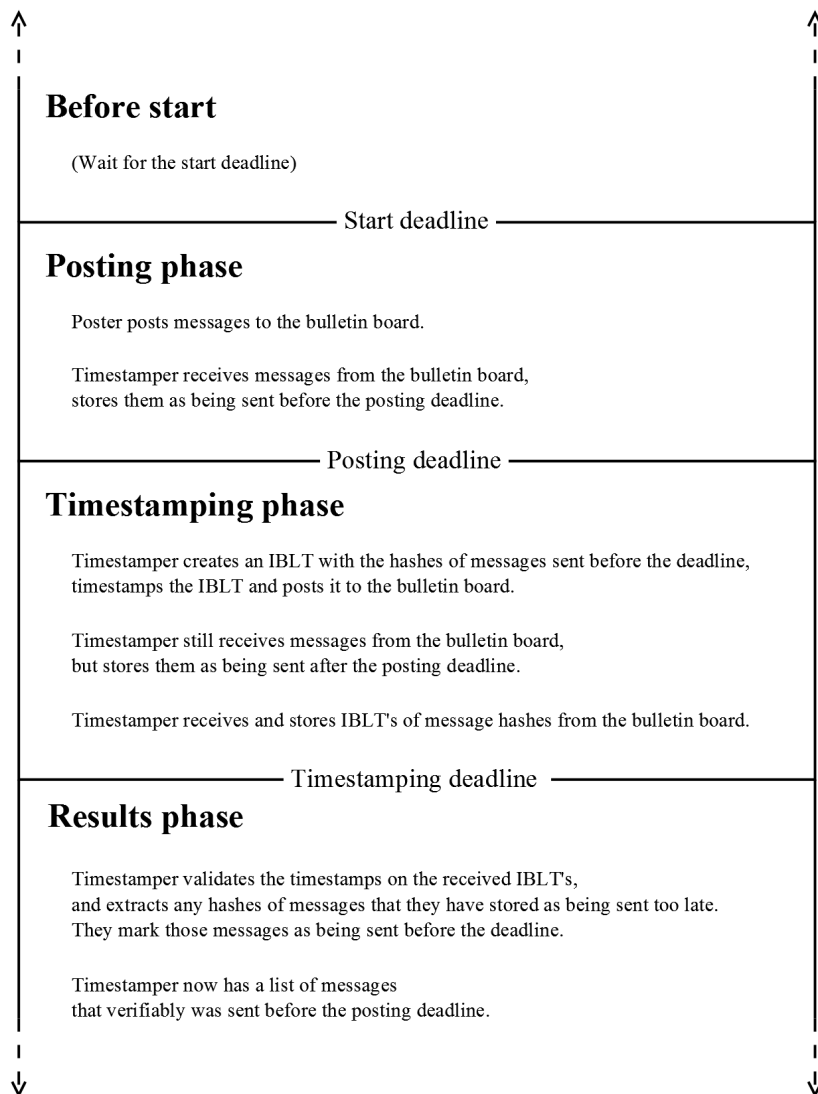 Before start
(Wait for the start deadline)
Start deadline
Posting phase
Poster posts messages to the bulletin board.
Timestamper receives messages from the bulletin board,
stores them as being sent before the posting deadline.
Posting deadline
Timestamping phase
Timestamper creates an IBLT with the hashes of messages sent before the deadline,
timestamps the IBLT and posts it to the bulletin board.
Timestamper still receives messages from the bulletin board,
but stores them as being sent after the posting deadline.
Timestamper receives and stores IBLT's of message hashes from the bulletin board.
Timestamping deadline
Results phase
Timestamper validates the timestamps on the received IBLT's,
and extracts any hashes of messages that they have stored as being sent too late.
They mark those messages as being sent before the deadline.
Timestamper now has a list of messages
that verifiably was sent before the posting deadline.